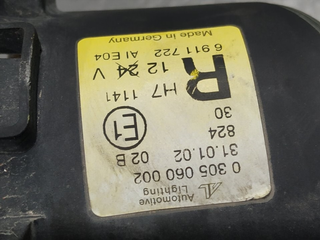 Automotive
Lighting
0 305 060 002
31.01.02 02 B
824
30
E1
H7 1141
R 12 24 V
6 911 722 AI E04
Made in Germany